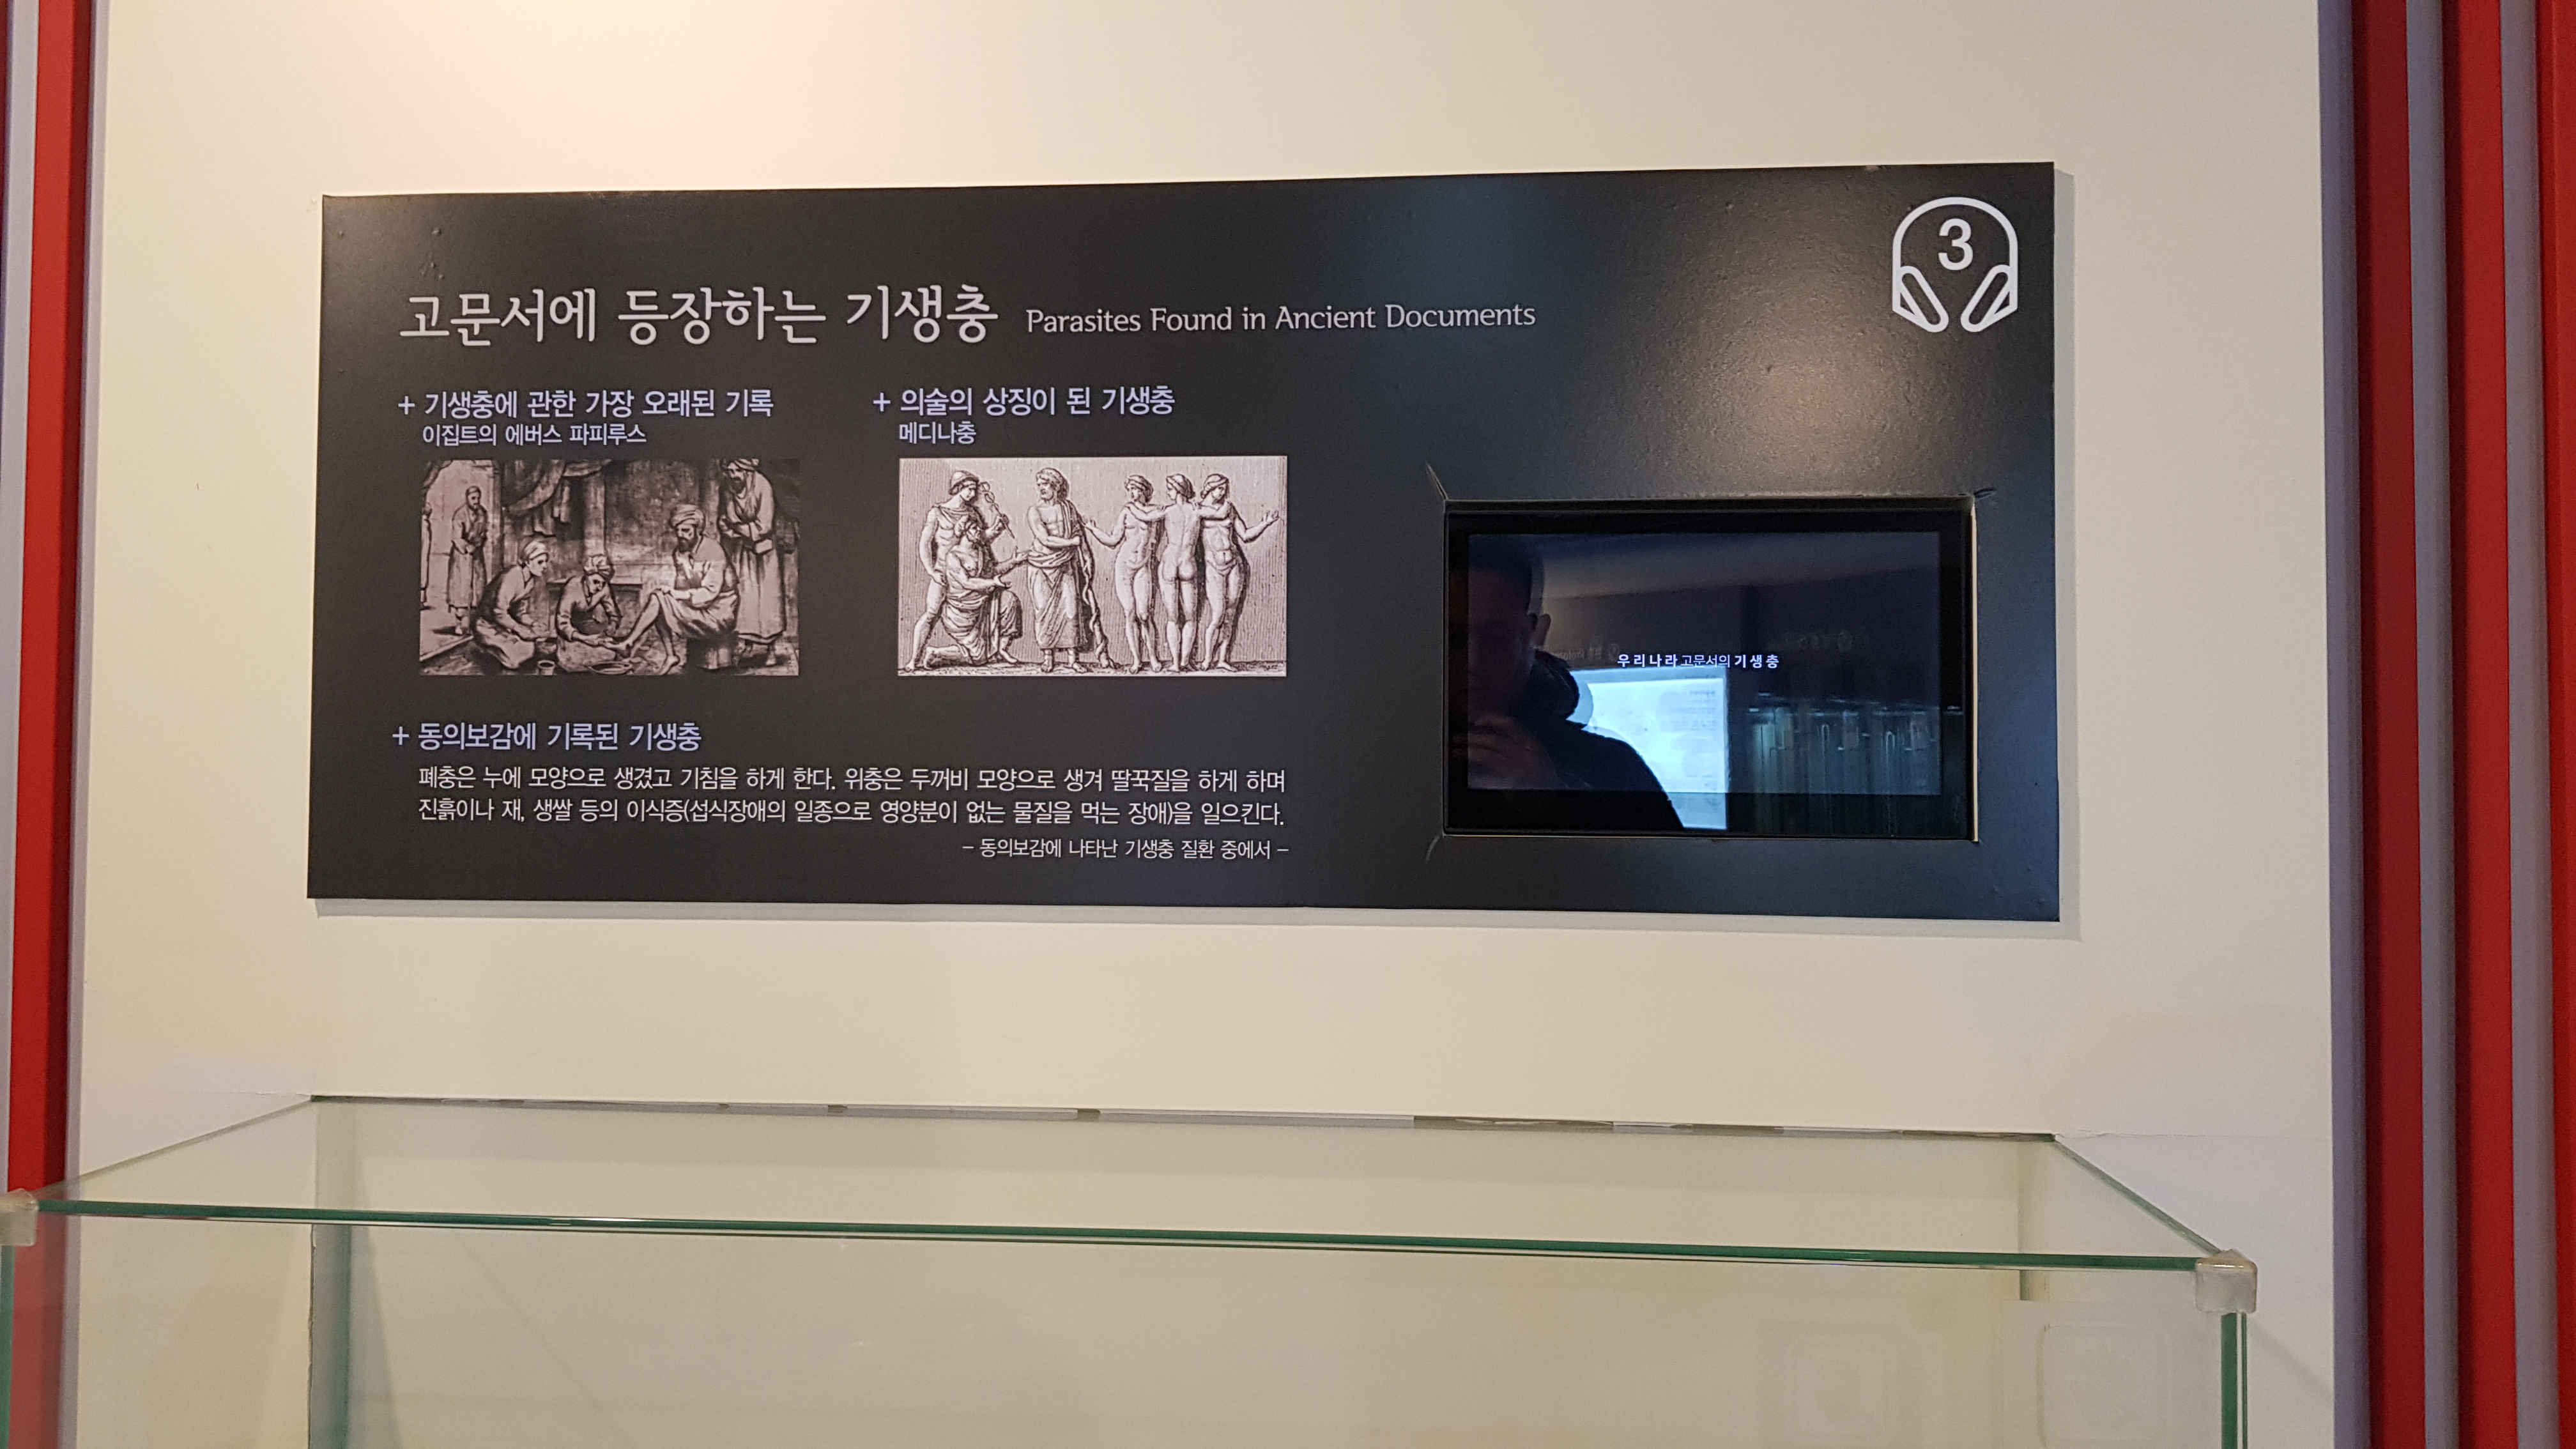 3
고문서에 등장하는 기생충 Parasites Found in Ancient Documents
+ 기생충에 관한 가장 오래된 기록
이집트의 에버스 파피루스
+ 의술의 상징이 된 기생충
메디나충
우리나라 고문서의 기생충
+ 동의보감에 기록된 기생충
폐충은 누에 모양으로 생겼고 기침을 하게 한다. 위충은 두꺼비 모양으로 생겨 딸꾹질을 하게 하며
진흙이나 재, 생쌀 등의 이식증(섭식장애의 일종으로 영양분이 없는 물질을 먹는 장애)을 일으킨다.
– 동의보감에 나타난 기생충 질환 중에서 –